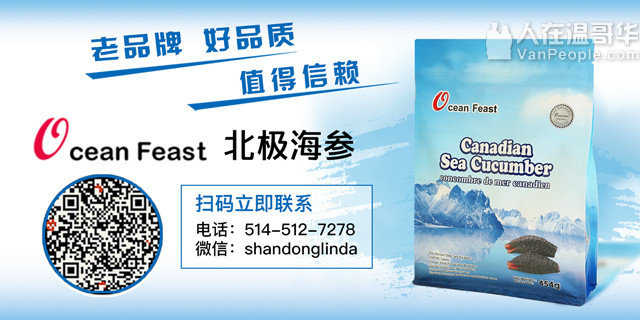 老品牌 好品质
值得信赖
人在温哥华
VanPeople.com
Ocean Feast 北极海参
扫码立即联系
电话：514-512-7278
微信：shandonglinda
Ocean Feast
Canadian
Sea Cucumber
concombre de mer canadien
454g